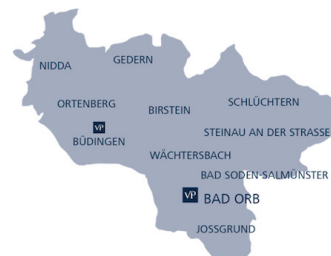 GEDERN
NIDDA
ORTENBERG
BIRSTEIN
SCHLÜCHTERN
VP
BÜDINGEN
STEINAU AN DER STRASSE
WÄCHTERSBACH
BAD SODEN-SALMÜNSTER
VP BAD ORB
JOSSGRUND